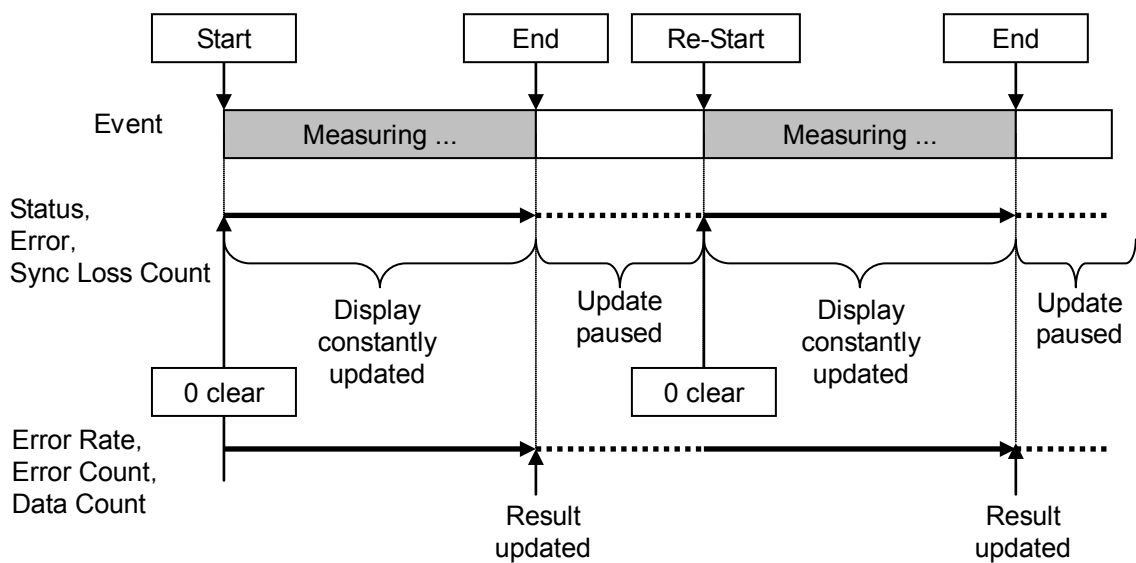 Start
End
Re-Start
End
Event
Measuring ...
Measuring ...
Status,
Error,
Sync Loss Count
Display
constantly
updated
Update
paused
Display
constantly
updated
Update
paused
0 clear
0 clear
Error Rate,
Error Count,
Data Count
Result
updated
Result
updated